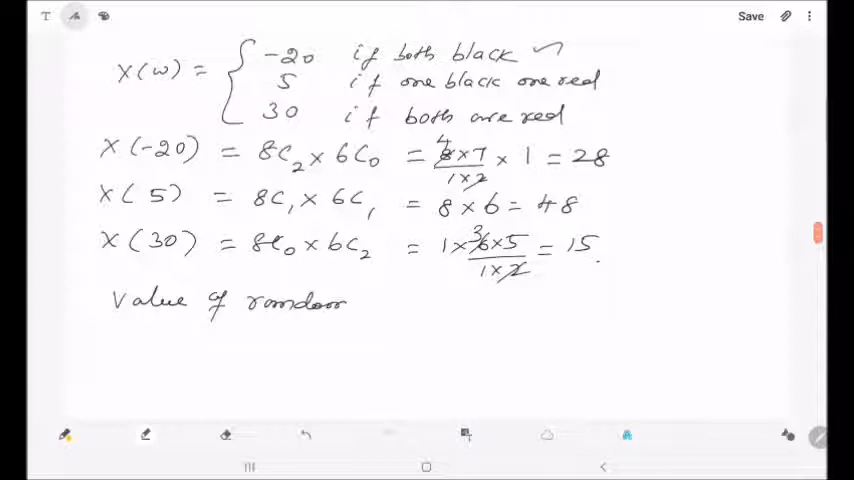 T Save
X(w) = { -20 if both black
5 if one black one red
30 if both are red
X(-20) = 8C₂ × 6C₀ = 4 8×7/1×2 × 1 = 28
X(5) = 8C₁ × 6C₁ = 8 × 6 = 48
X(30) = 8C₀ × 6C₂ = 1 × 3 6×5/1×2 = 15.
Value of random